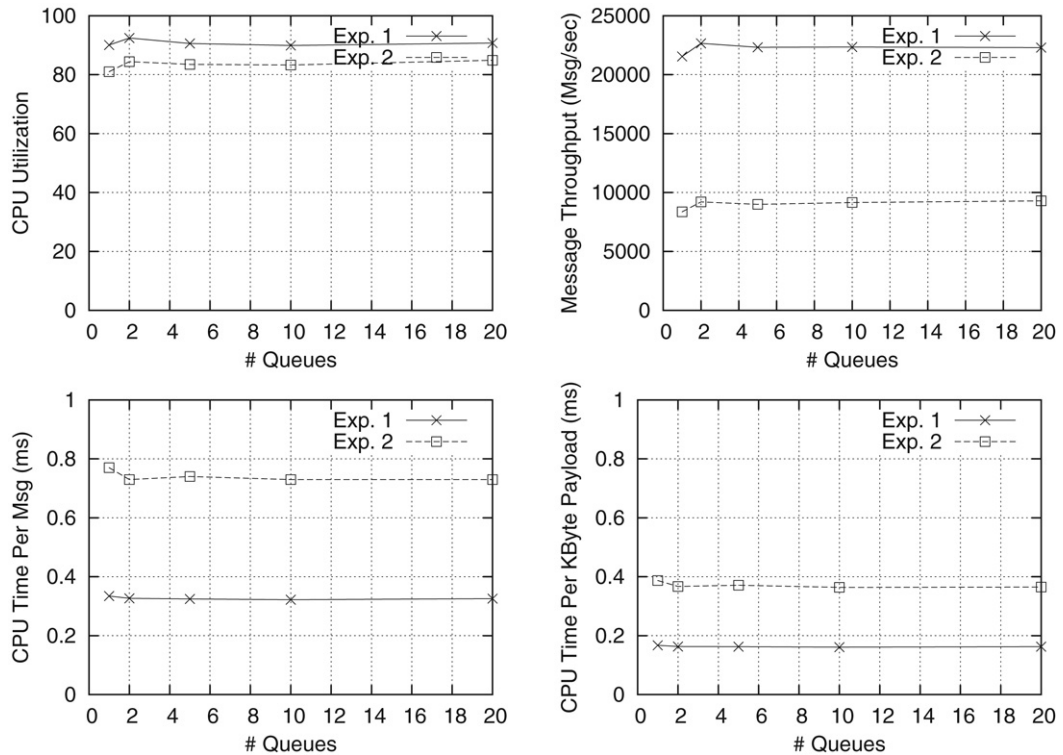 CPU Utilization
100
80
60
40
20
0
Exp. 1
Exp. 2
0 2 4 6 8 10 12 14 16 18 20
# Queues
Message Throughput (Msg/sec)
25000
20000
15000
10000
5000
0
Exp. 1
Exp. 2
0 2 4 6 8 10 12 14 16 18 20
# Queues
CPU Time Per Msg (ms)
1
0.8
0.6
0.4
0.2
0
Exp. 1
Exp. 2
0 2 4 6 8 10 12 14 16 18 20
# Queues
CPU Time Per KByte Payload (ms)
1
0.8
0.6
0.4
0.2
0
Exp. 1
Exp. 2
0 2 4 6 8 10 12 14 16 18 20
# Queues